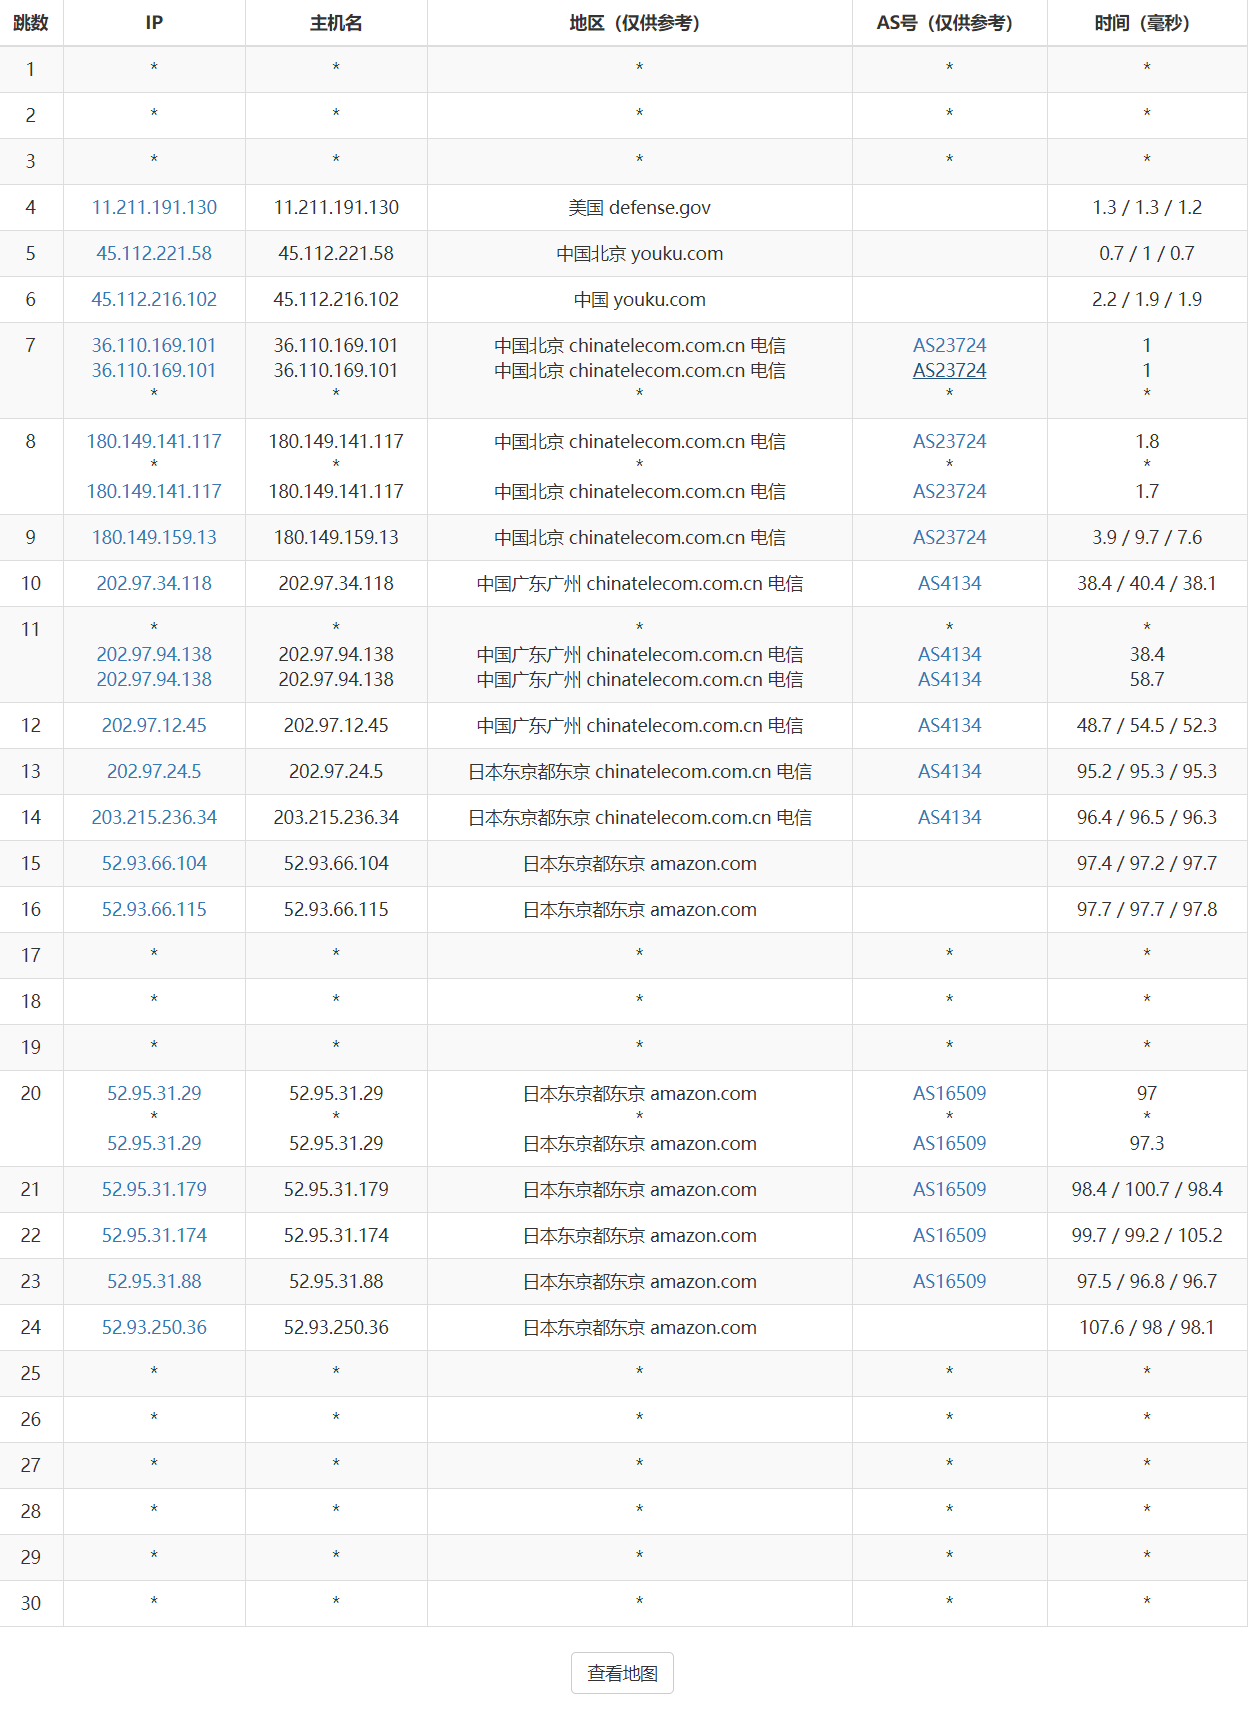 跳数 IP 主机名 地区（仅供参考） AS号（仅供参考） 时间（毫秒）
1 * * * * *
2 * * * * *
3 * * * * *
4 11.211.191.130 11.211.191.130 美国 defense.gov 1.3 / 1.3 / 1.2
5 45.112.221.58 45.112.221.58 中国北京 youku.com 0.7 / 1 / 0.7
6 45.112.216.102 45.112.216.102 中国 youku.com 2.2 / 1.9 / 1.9
7 36.110.169.101 36.110.169.101 中国北京 chinatelecom.com.cn 电信 AS23724 1
36.110.169.101 36.110.169.101 中国北京 chinatelecom.com.cn 电信 AS23724 1
* * * * *
8 180.149.141.117 180.149.141.117 中国北京 chinatelecom.com.cn 电信 AS23724 1.8
* * * * *
180.149.141.117 180.149.141.117 中国北京 chinatelecom.com.cn 电信 AS23724 1.7
9 180.149.159.13 180.149.159.13 中国北京 chinatelecom.com.cn 电信 AS23724 3.9 / 9.7 / 7.6
10 202.97.34.118 202.97.34.118 中国广东广州 chinatelecom.com.cn 电信 AS4134 38.4 / 40.4 / 38.1
11 * * * * *
202.97.94.138 202.97.94.138 中国广东广州 chinatelecom.com.cn 电信 AS4134 38.4
202.97.94.138 202.97.94.138 中国广东广州 chinatelecom.com.cn 电信 AS4134 58.7
12 202.97.12.45 202.97.12.45 中国广东广州 chinatelecom.com.cn 电信 AS4134 48.7 / 54.5 / 52.3
13 202.97.24.5 202.97.24.5 日本东京都东京 chinatelecom.com.cn 电信 AS4134 95.2 / 95.3 / 95.3
14 203.215.236.34 203.215.236.34 日本东京都东京 chinatelecom.com.cn 电信 AS4134 96.4 / 96.5 / 96.3
15 52.93.66.104 52.93.66.104 日本东京都东京 amazon.com 97.4 / 97.2 / 97.7
16 52.93.66.115 52.93.66.115 日本东京都东京 amazon.com 97.7 / 97.7 / 97.8
17 * * * * *
18 * * * * *
19 * * * * *
20 52.95.31.29 52.95.31.29 日本东京都东京 amazon.com AS16509 97
* * * * *
52.95.31.29 52.95.31.29 日本东京都东京 amazon.com AS16509 97.3
21 52.95.31.179 52.95.31.179 日本东京都东京 amazon.com AS16509 98.4 / 100.7 / 98.4
22 52.95.31.174 52.95.31.174 日本东京都东京 amazon.com AS16509 99.7 / 99.2 / 105.2
23 52.95.31.88 52.95.31.88 日本东京都东京 amazon.com AS16509 97.5 / 96.8 / 96.7
24 52.93.250.36 52.93.250.36 日本东京都东京 amazon.com 107.6 / 98 / 98.1
25 * * * * *
26 * * * * *
27 * * * * *
28 * * * * *
29 * * * * *
30 * * * * *
查看地图